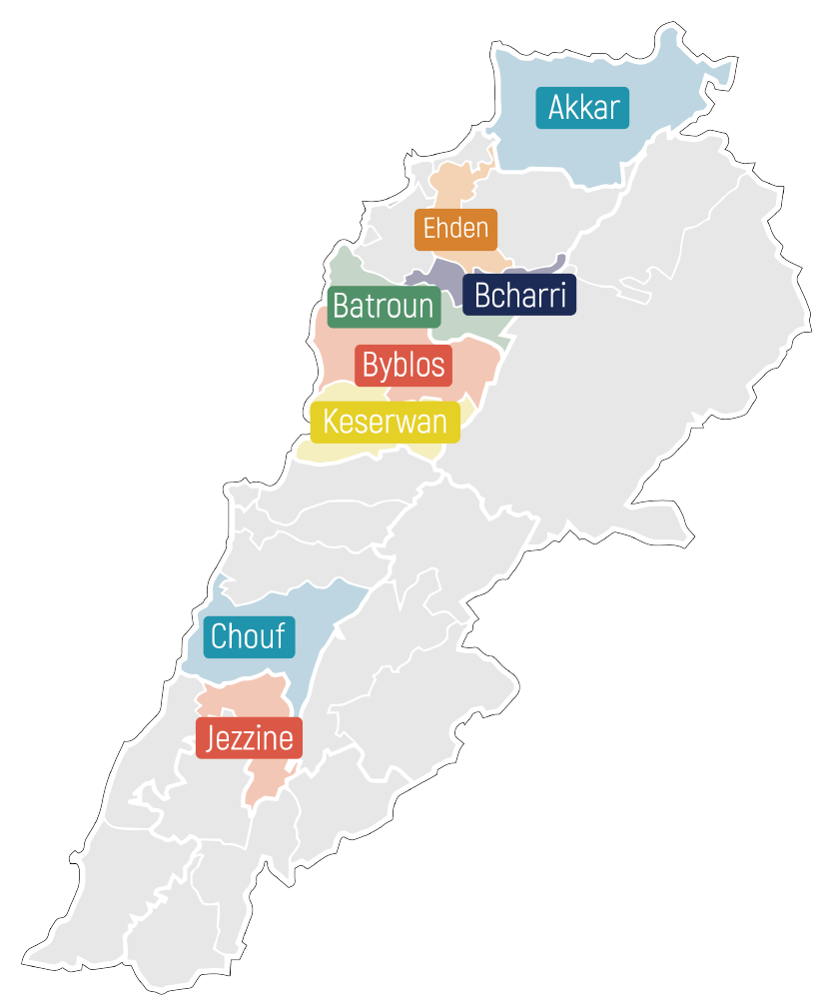 Akkar
Ehden
Bcharri
Batroun
Byblos
Keserwan
Chouf
Jezzine